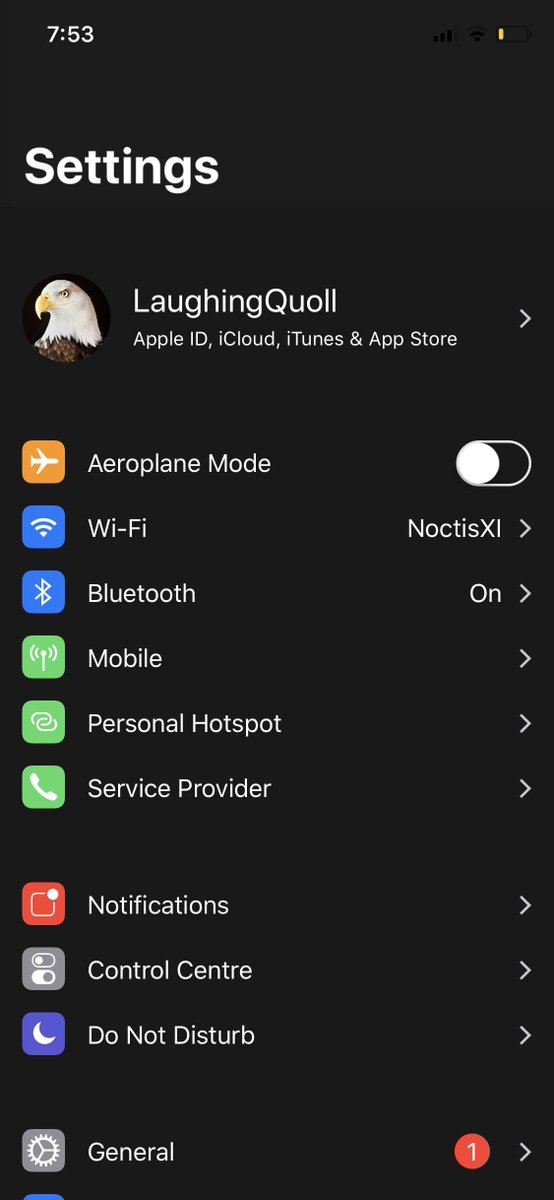 7:53
Settings
LaughingQuoll
Apple ID, iCloud, iTunes & App Store
Aeroplane Mode
Wi-Fi NoctisXI
Bluetooth On
Mobile
Personal Hotspot
Service Provider
Notifications
Control Centre
Do Not Disturb
General 1